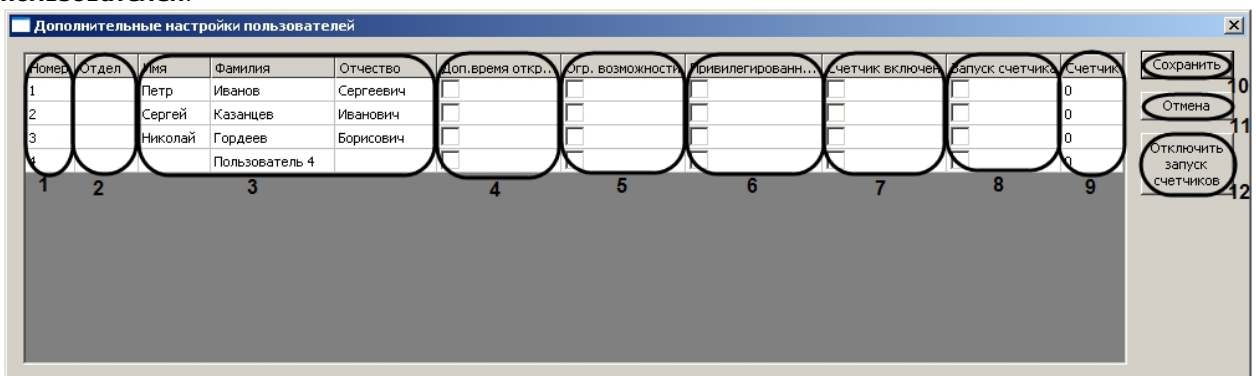 Дополнительные настройки пользователей
Номер Отдел Имя Фамилия Отчество Доп.время откр... Огр. возможности Привилегированн... Счетчик включен Запуск счетчика Счетчик
1 Петр Иванов Сергеевич 0
2 Сергей Казанцев Иванович 0
3 Николай Гордеев Борисович 0
4 Пользователь 4 0
Сохранить
10
Отмена
11
Отключить
запуск
счетчиков
12
1 2 3 4 5 6 7 8 9